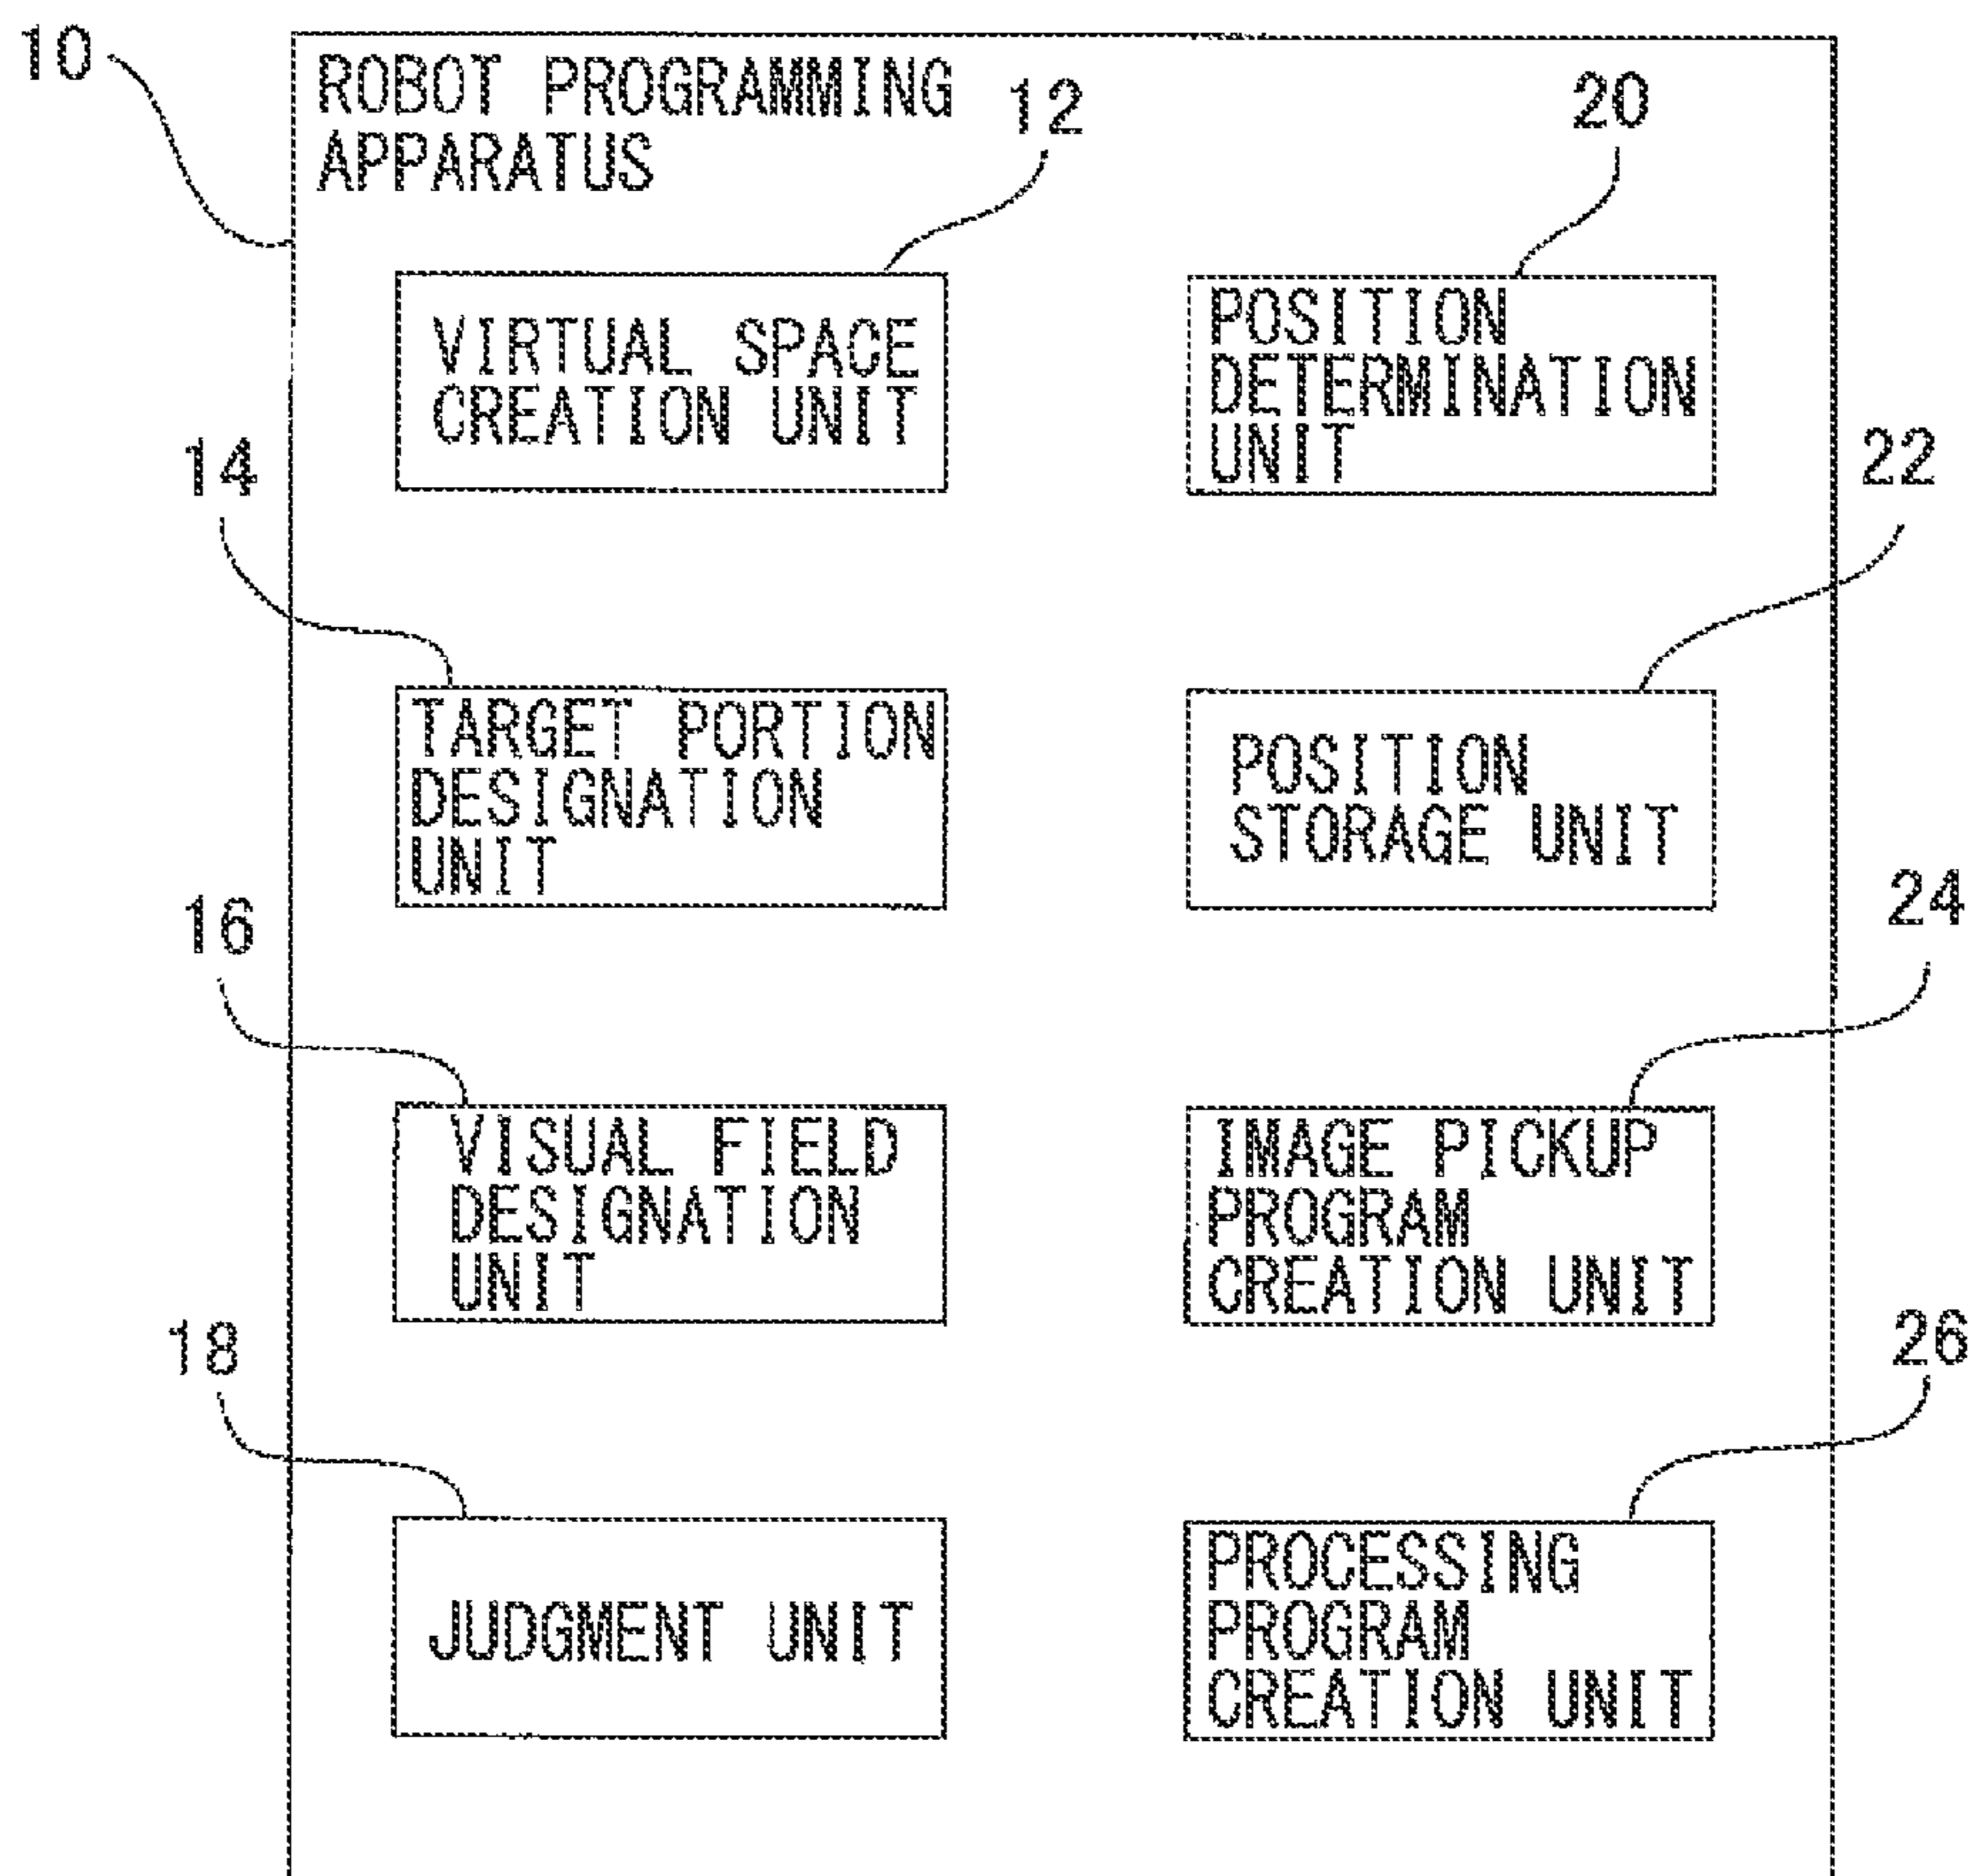 10
ROBOT PROGRAMMING
APPARATUS
12
20
VIRTUAL SPACE
CREATION UNIT
POSITION
DETERMINATION
UNIT
14
22
TARGET PORTION
DESIGNATION
UNIT
POSITION
STORAGE UNIT
16
24
VISUAL FIELD
DESIGNATION
UNIT
IMAGE PICKUP
PROGRAM
CREATION UNIT
18
26
JUDGMENT UNIT
PROCESSING
PROGRAM
CREATION UNIT